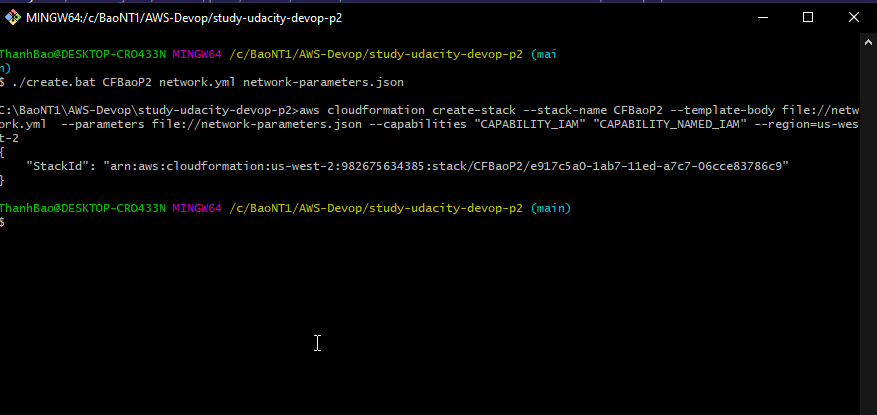 MINGW64:/c/BaoNT1/AWS-Devop/study-udacity-devop-p2
ThanhBao@DESKTOP-CRO433N MINGW64 /c/BaoNT1/AWS-Devop/study-udacity-devop-p2 (mai
n)
$ ./create.bat CFBaoP2 network.yml network-parameters.json
C:\BaoNT1\AWS-Devop\study-udacity-devop-p2>aws cloudformation create-stack --stack-name CFBaoP2 --template-body file://netw
ork.yml  --parameters file://network-parameters.json --capabilities "CAPABILITY_IAM" "CAPABILITY_NAMED_IAM" --region=us-wes
t-2
{
    "StackId": "arn:aws:cloudformation:us-west-2:982675634385:stack/CFBaoP2/e917c5a0-1ab7-11ed-a7c7-06cce83786c9"
}
ThanhBao@DESKTOP-CRO433N MINGW64 /c/BaoNT1/AWS-Devop/study-udacity-devop-p2 (main)
$